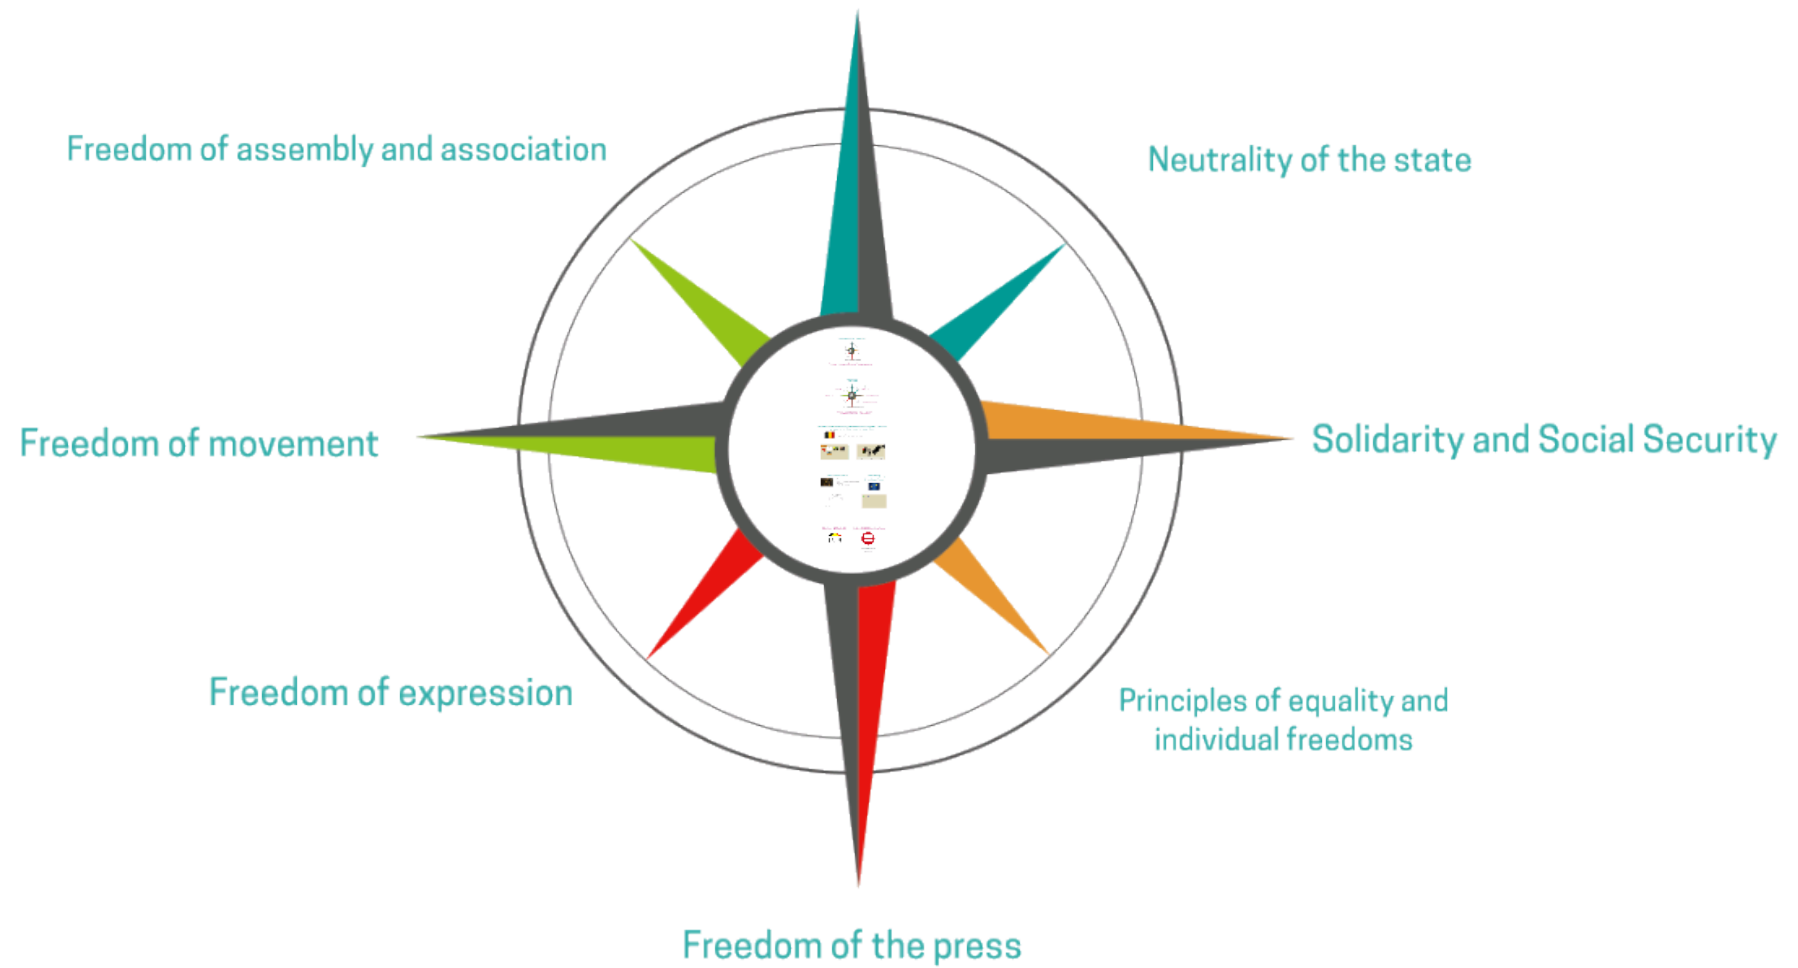 Freedom of assembly and association
Neutrality of the state
Freedom of movement
Solidarity and Social Security
Freedom of expression
Principles of equality and
individual freedoms
Freedom of the press